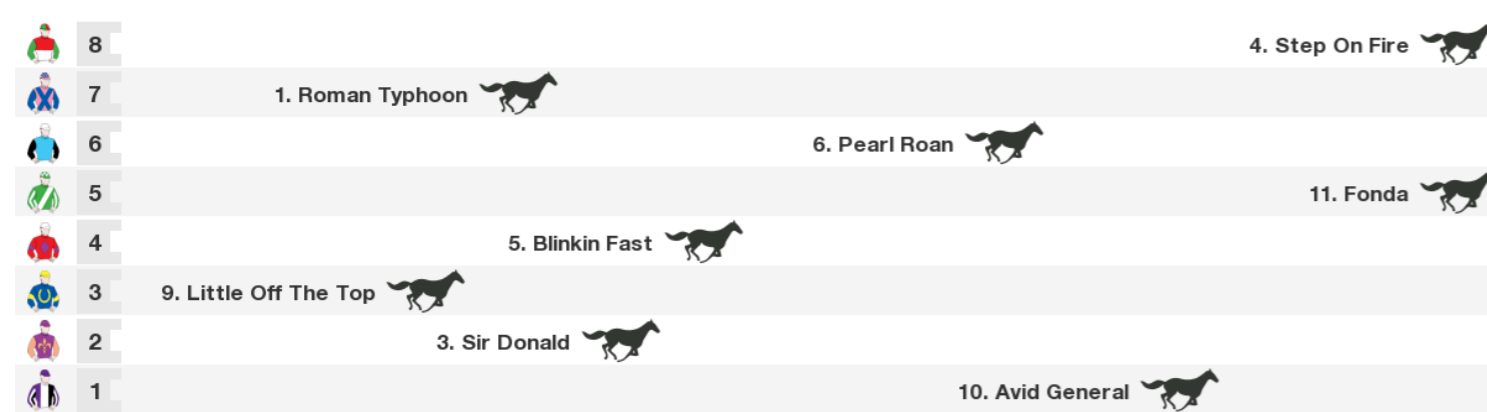 8 4. Step On Fire
7 1. Roman Typhoon
6 6. Pearl Roan
5 11. Fonda
4 5. Blinkin Fast
3 9. Little Off The Top
2 3. Sir Donald
1 10. Avid General